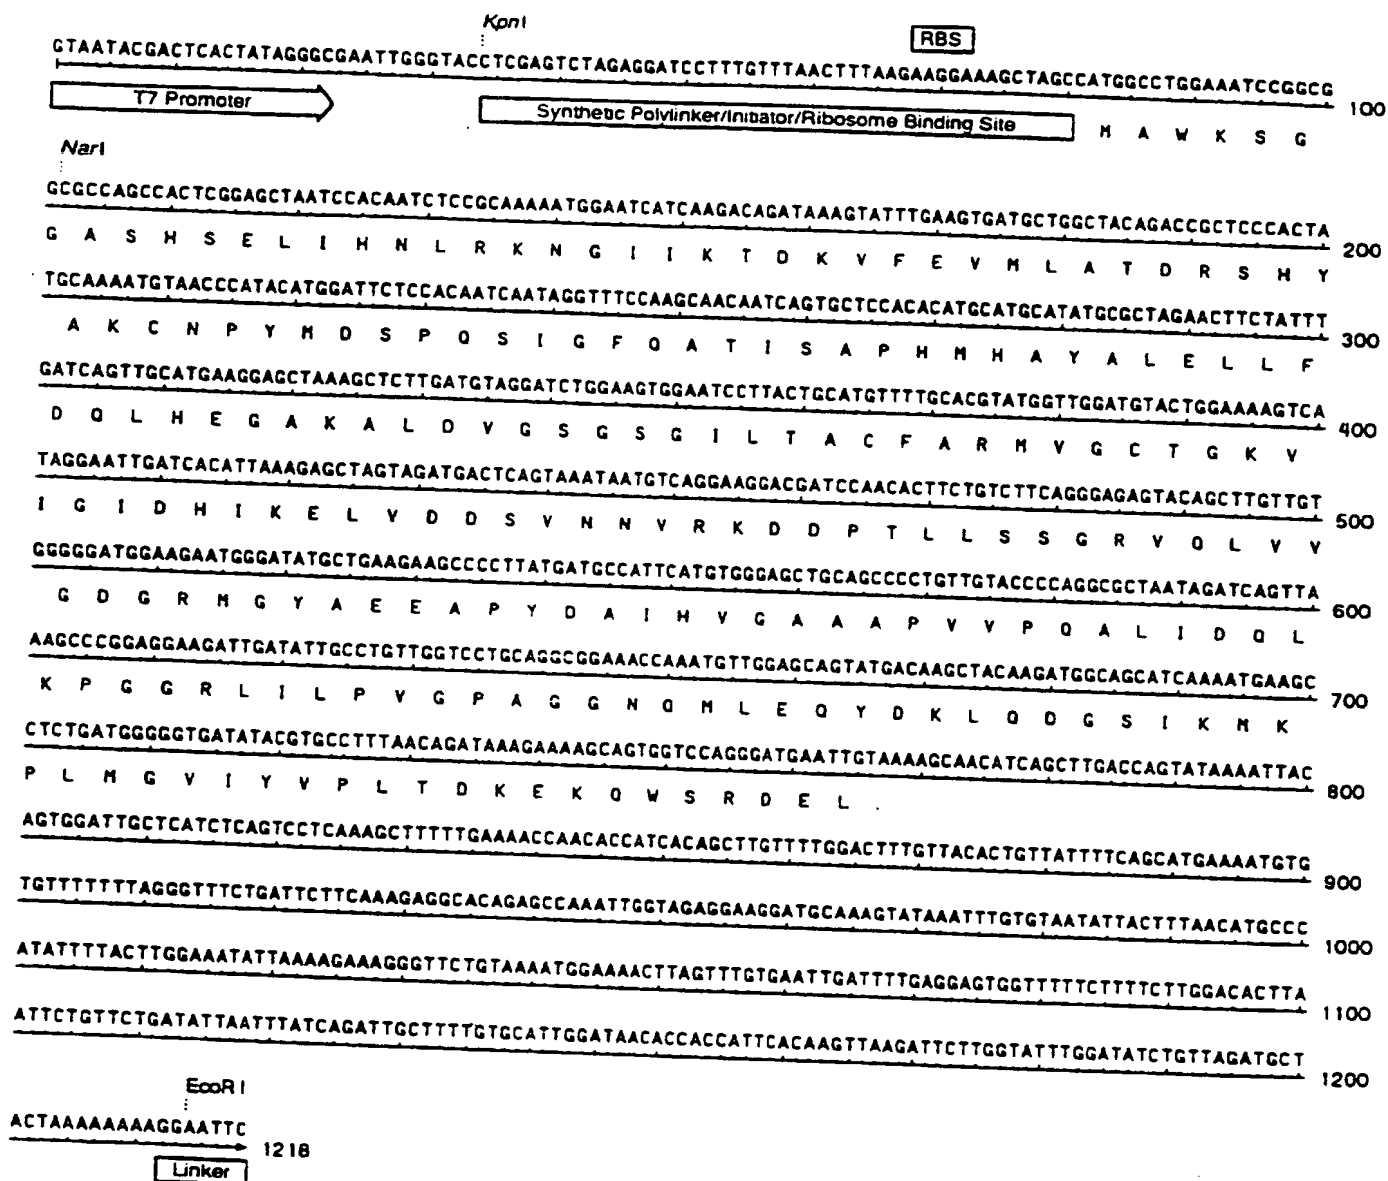 KpnI
RBS
GTAATACGACTCACTATAGGGCGAATTGGGTACCTCGAGTCTAGAGGATCCTTTGTTTAACTTTAAGAAGGAAAGCTAGCCATGGCCTGGAAATCCGGCG 100
T7 Promoter
Synthetic Polylinker/Initiator/Ribosome Binding Site
M A W K S G
NarI
GCGCCAGCCACTCGGAGCTAATCCACAATCTCCGCAAAAATGGAATCATCAAGACAGATAAAGTATTTGAAGTGATGCTGGCTACAGACCGCTCCCACTA 200
G A S H S E L I H N L R K N G I I K T D K V F E V M L A T D R S H Y
TGCAAAATGTAACCCATACATGGATTCTCCACAATCAATAGGTTTCCAAGCAACAATCAGTGCTCCACACATGCATGCATATGCGCTAGAACTTCTATTT 300
A K C N P Y M D S P Q S I G F Q A T I S A P H M H A Y A L E L L F
GATCAGTTGCATGAAGGAGCTAAAGCTCTTGATGTAGGATCTGGAAGTGGAATCCTTACTGCATGTTTTGCACGTATGGTTGGATGTACTGGAAAAGTCA 400
D Q L H E G A K A L D V G S G S G I L T A C F A R M V G C T G K V
TAGGAATTGATCACATTAAAGAGCTAGTAGATGACTCAGTAAATAATGTCAGGAAGGACGATCCAACACTTCTGTCTTCAGGGAGAGTACAGCTTGTTGT 500
I G I D H I K E L V D D S V N N V R K D D P T L L S S G R V Q L V V
GGGGGATGGAAGAATGGGATATGCTGAAGAAGCCCCTTATGATGCCATTCATGTGGGAGCTGCAGCCCCTGTTGTACCCCAGGCGCTAATAGATCAGTTA 600
G D G R M G Y A E E A P Y D A I H V G A A A P V V P Q A L I D Q L
AAGCCCGGAGGAAGATTGATATTGCCTGTTGGTCCTGCAGGCGGAAACCAAATGTTGGAGCAGTATGACAAGCTACAAGATGGCAGCATCAAAATGAAGC 700
K P G G R L I L P V G P A G G N Q M L E Q Y D K L Q D G S I K M K
CTCTGATGGGGGTGATATACGTGCCTTTAACAGATAAAGAAAAGCAGTGGTCCAGGGATGAATTGTAAAAGCAACATCAGCTTGACCAGTATAAAATTAC 800
P L M G V I Y V P L T D K E K Q W S R D E L .
AGTGGATTGCTCATCTCAGTCCTCAAAGCTTTTTGAAAACCAACACCATCACAGCTTGTTTTGGACTTTGTTACACTGTTATTTTCAGCATGAAAATGTG 900
TGTTTTTTTAGGGTTTCTGATTCTTCAAAGAGGCACAGAGCCAAATTGGTAGAGGAAGGATGCAAAGTATAAATTTGTGTAATATTACTTTAACATGCCC 1000
ATATTTTACTTGGAAATATTAAAAGAAAGGGTTCTGTAAAATGGAAAACTTAGTTTGTGAATTGATTTTGAGGAGTGGTTTTTCTTTTCTTGGACACTTA 1100
ATTCTGTTCTGATATTAATTTATCAGATTGCTTTTGTGCATTGGATAACACCACCATTCACAAGTTAAGATTCTTGGTATTTGGATATCTGTTAGATGCT 1200
EcoRI
ACTAAAAAAAAGGAATTC 1218
Linker